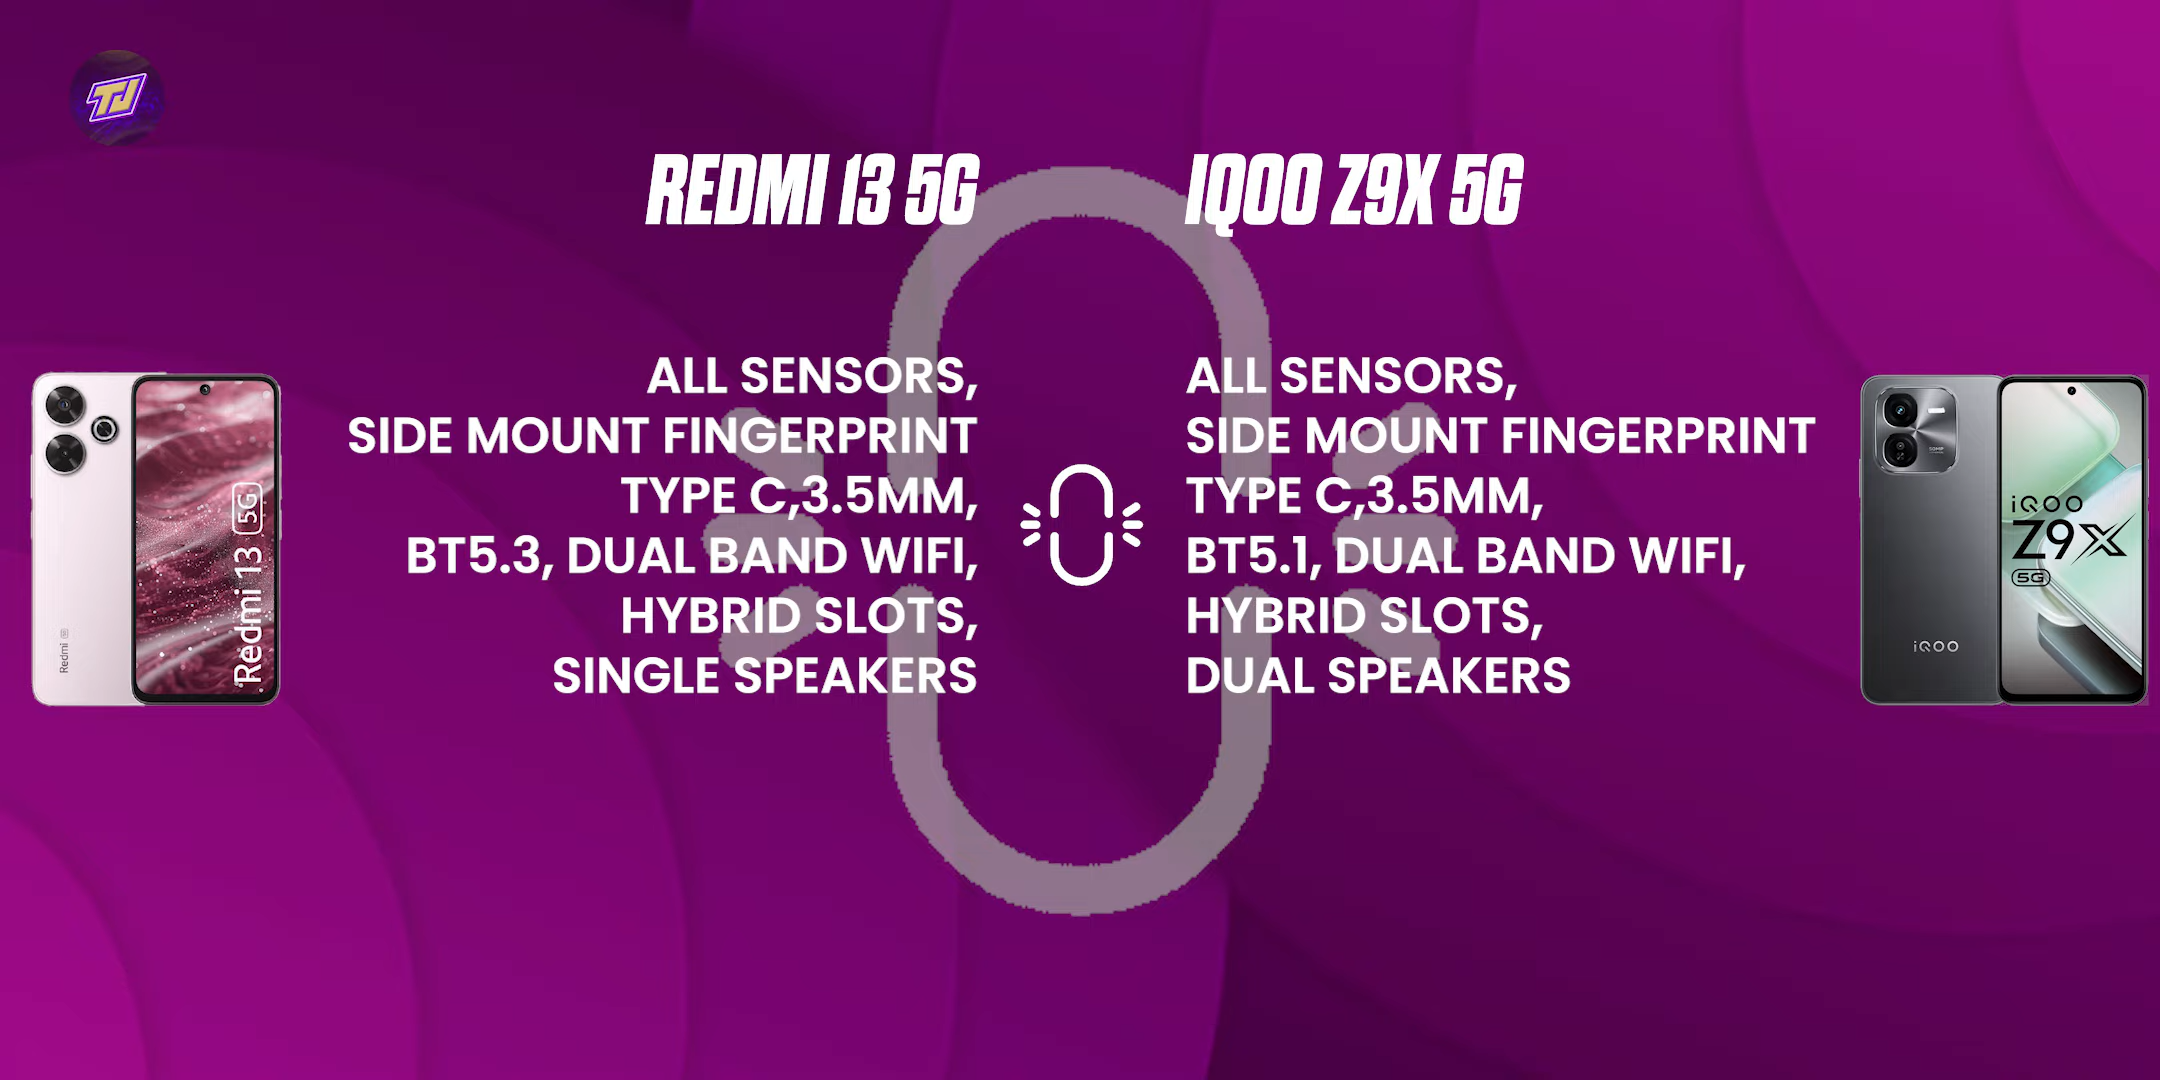 TJ
REDMI 13 5G
ALL SENSORS,
SIDE MOUNT FINGERPRINT
TYPE C,3.5MM,
BT5.3, DUAL BAND WIFI,
HYBRID SLOTS,
SINGLE SPEAKERS
IQOO Z9X 5G
ALL SENSORS,
SIDE MOUNT FINGERPRINT
TYPE C,3.5MM,
BT5.1, DUAL BAND WIFI,
HYBRID SLOTS,
DUAL SPEAKERS
Redmi
Redmi 13 5G
iQOO
iQOO
Z9X
5G